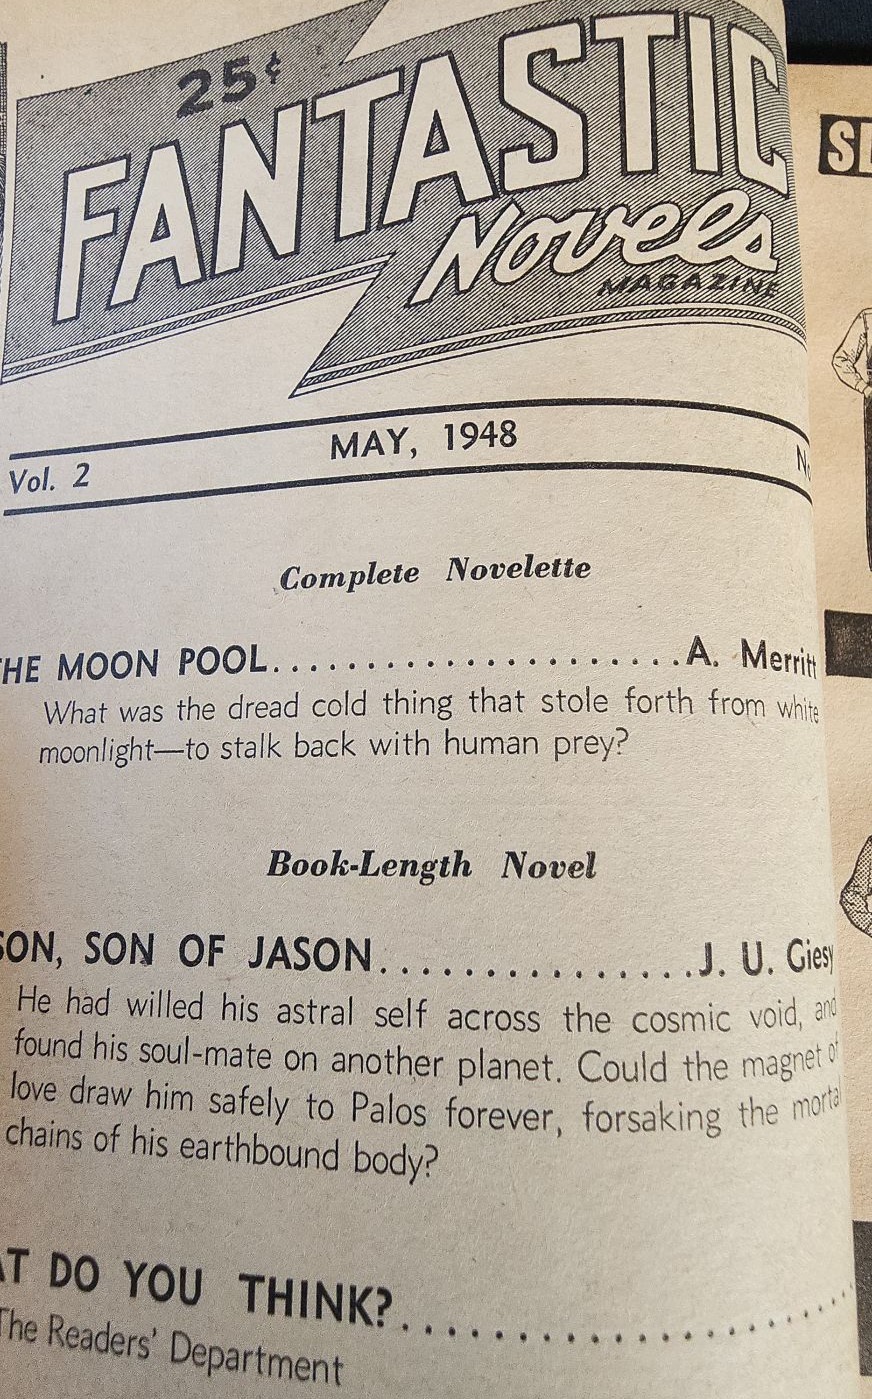 25¢
FANTASTIC
Novels
MAGAZINE
Vol. 2 MAY, 1948
Complete Novelette
HE MOON POOL......................A. Merritt
What was the dread cold thing that stole forth from white
moonlight—to stalk back with human prey?
Book-Length Novel
SON, SON OF JASON................J. U. Giesy
He had willed his astral self across the cosmic void, and
found his soul-mate on another planet. Could the magnet of
love draw him safely to Palos forever, forsaking the mortal
chains of his earthbound body?
AT DO YOU THINK?....................
The Readers' Department